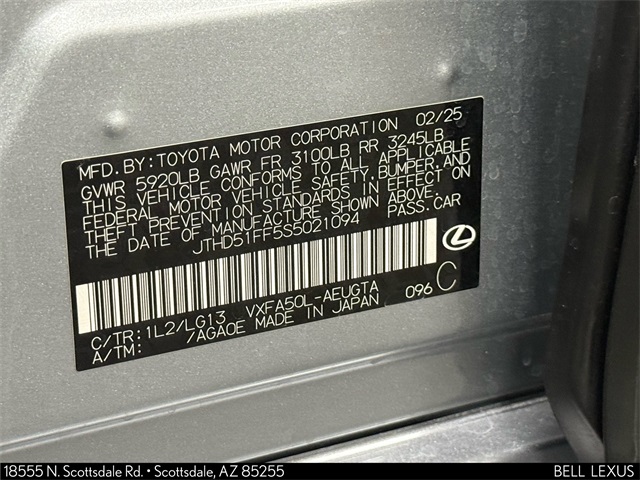 MFD.BY:TOYOTA MOTOR CORPORATION 02/25
GVWR 5920LB GAWR FR 3100LB RR 3245LB
THIS VEHICLE CONFORMS TO ALL APPLICABLE
FEDERAL MOTOR VEHICLE SAFETY,BUMPER,AND
THEFT PREVENTION STANDARDS IN EFFECT ON
THE DATE OF MANUFACTURE SHOWN ABOVE.
JTHD51FF5S5021094 PASS.CAR
C/TR:1L2/LG13 VXFA50L-AEUGTA 096 C
A/TM: /AGA0E MADE IN JAPAN
18555 N. Scottsdale Rd. • Scottsdale, AZ 85255 BELL LEXUS